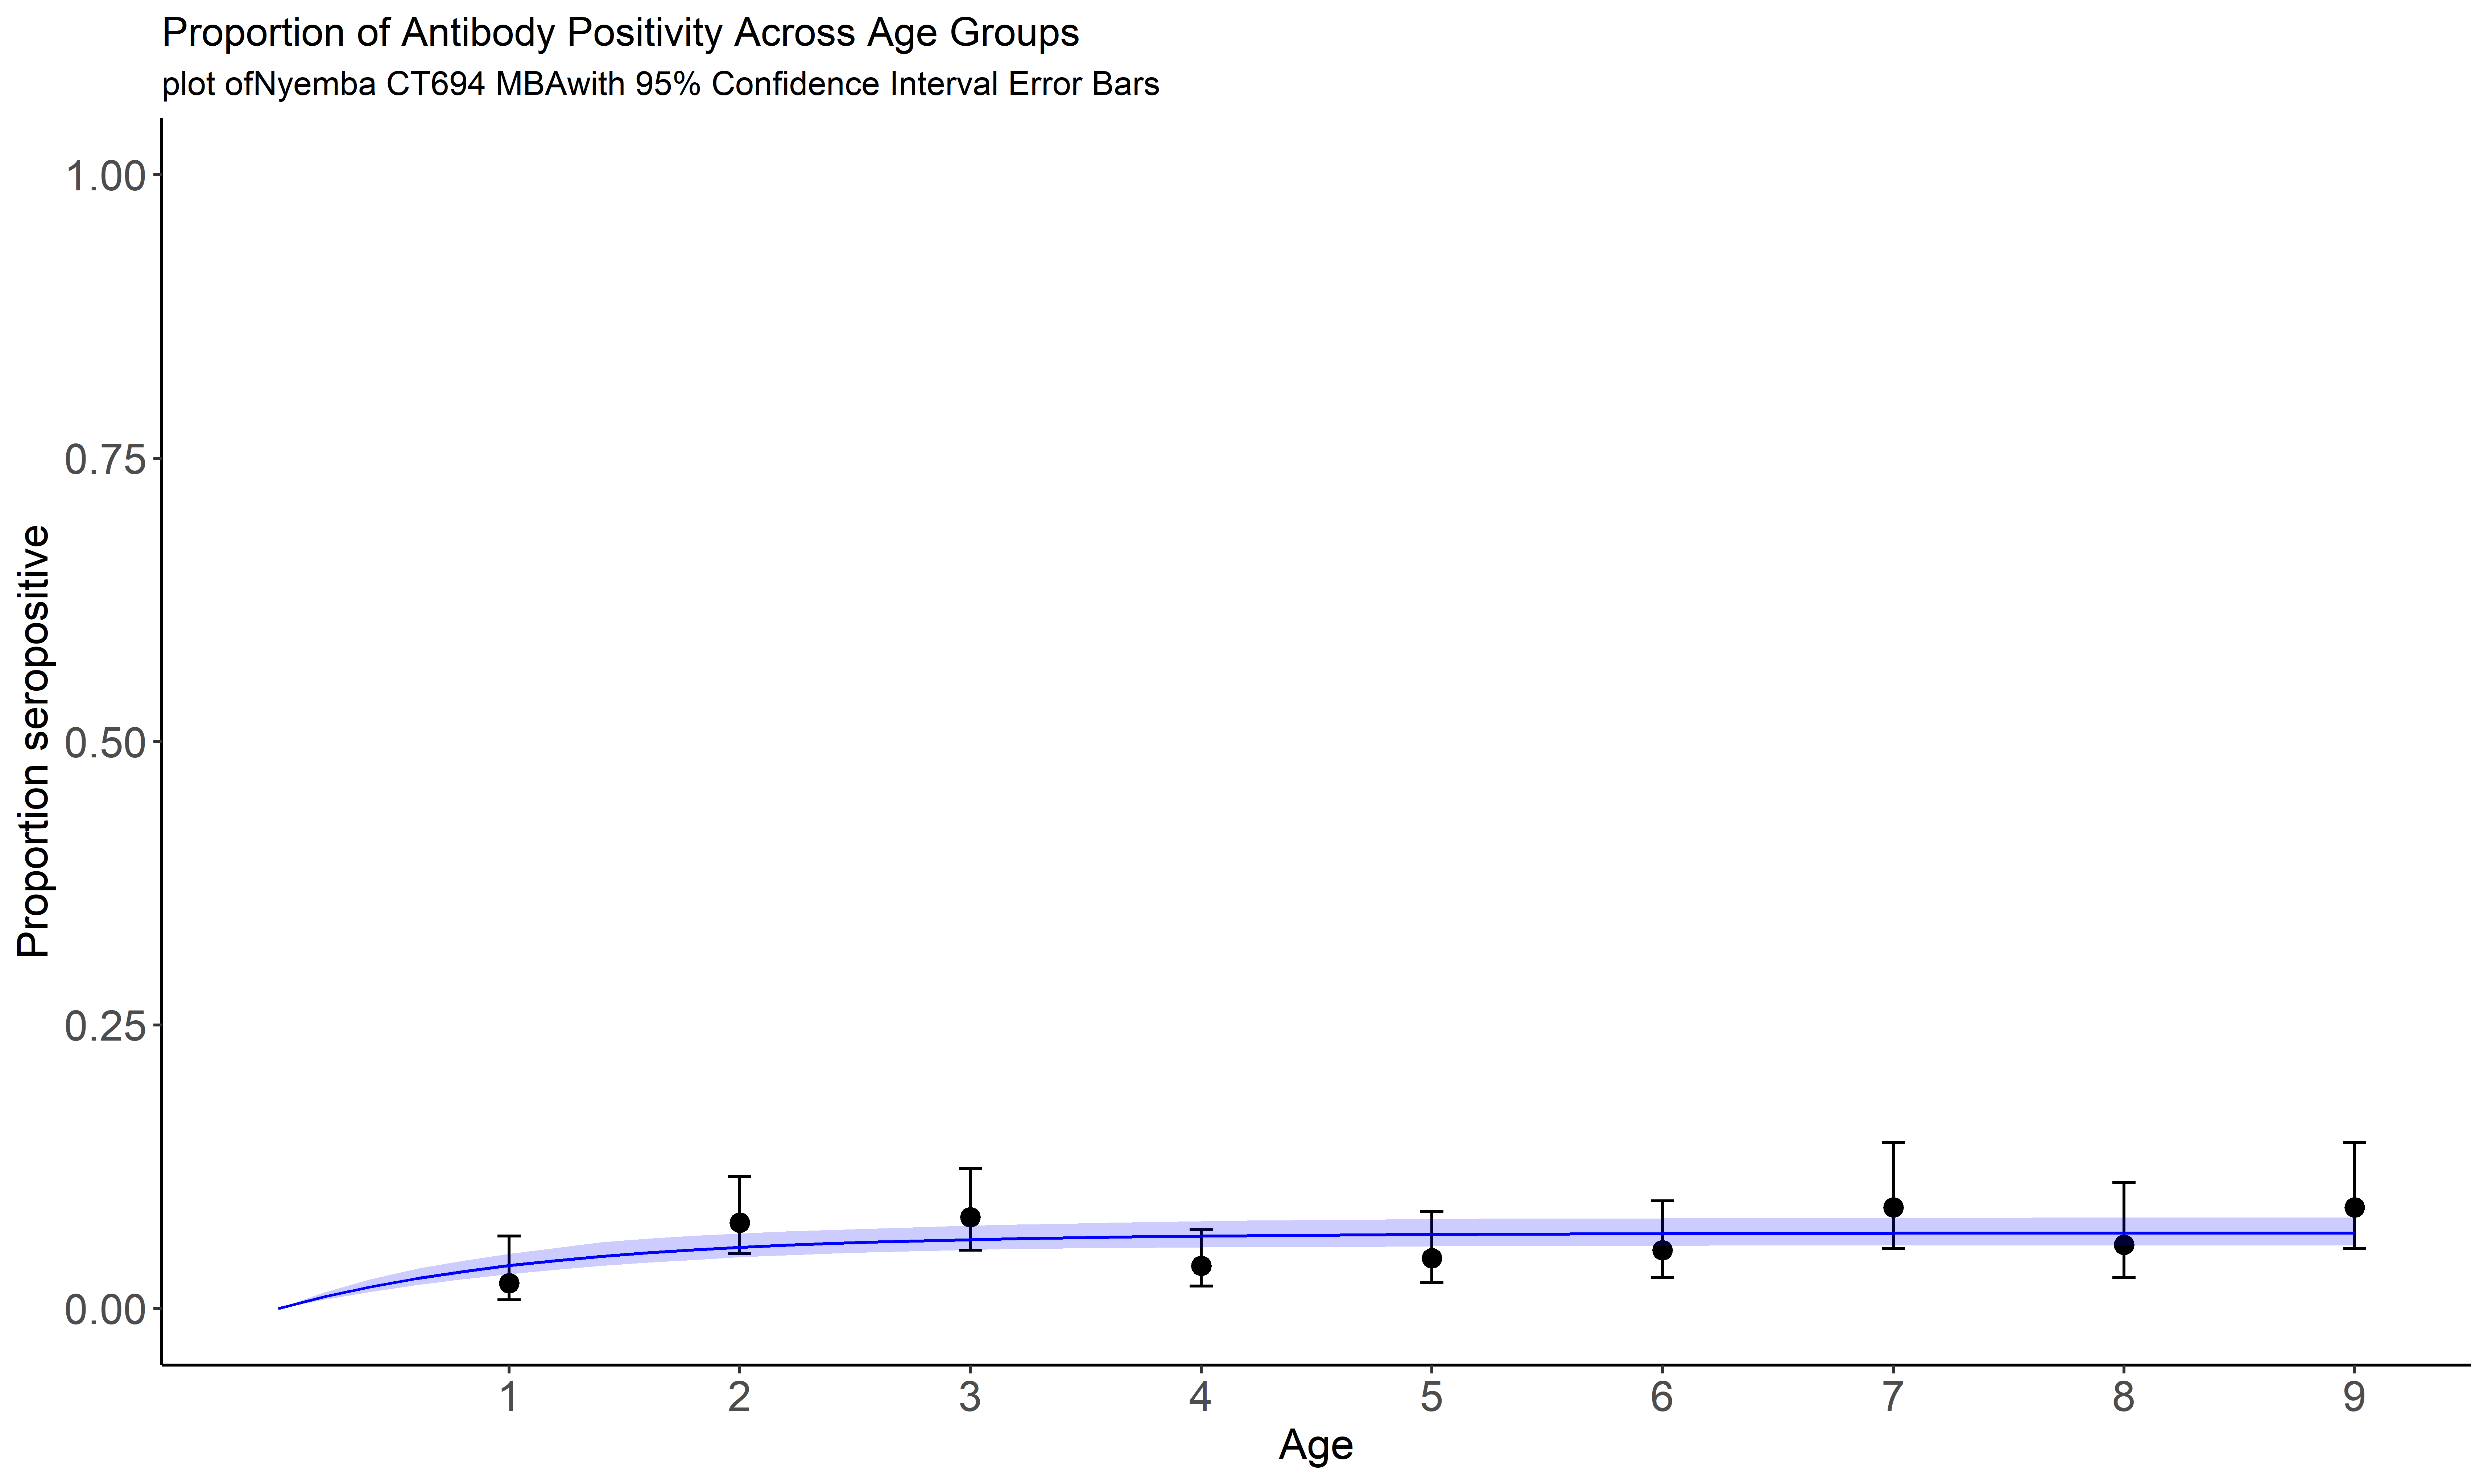 Proportion of Antibody Positivity Across Age Groups
plot ofNyemba CT694 MBAwith 95% Confidence Interval Error Bars
Proportion seropositive
1.00
0.75
0.50
0.25
0.00
1 2 3 4 5 6 7 8 9
Age